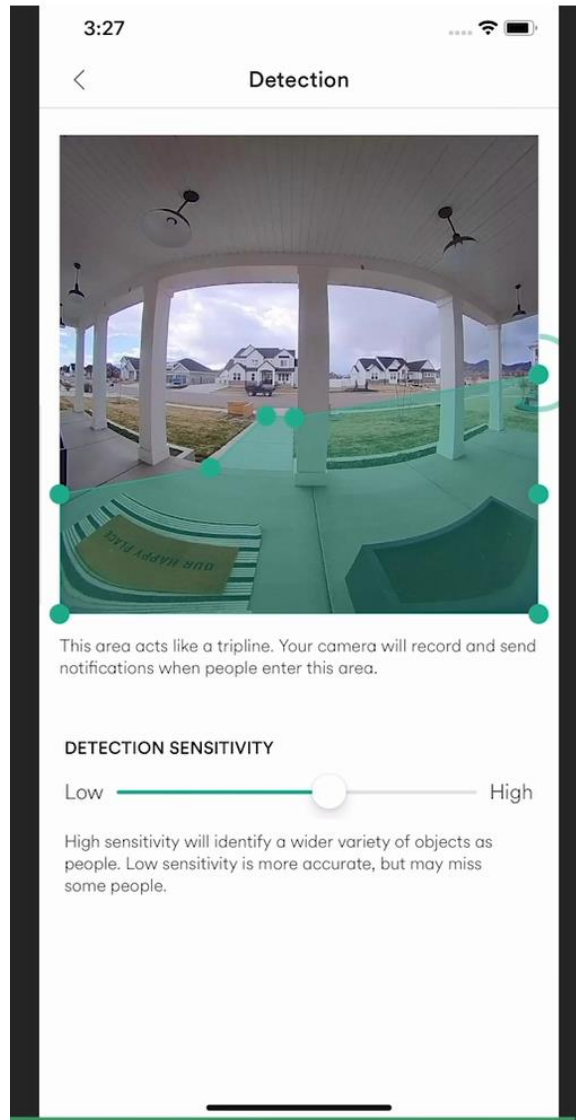 3:27
Detection
OUR HAPPY PLACE
This area acts like a tripline. Your camera will record and send
notifications when people enter this area.
DETECTION SENSITIVITY
Low High
High sensitivity will identify a wider variety of objects as
people. Low sensitivity is more accurate, but may miss
some people.